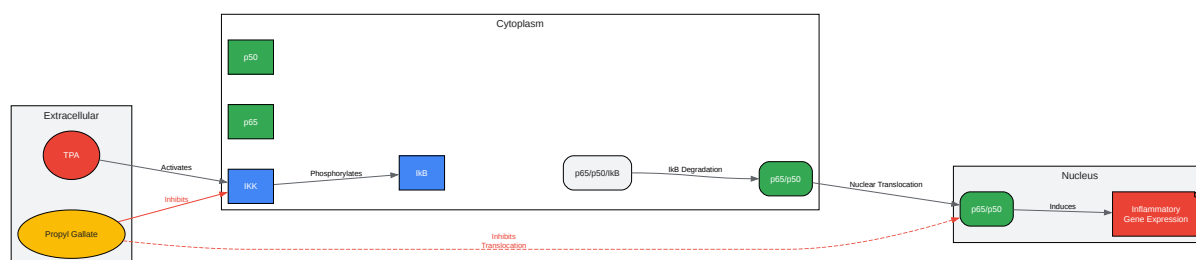 Cytoplasm
p50
p65
Extracellular
TPA
Activates
IKK
Phosphorylates
IkB
p65/p50/IkB
IkB Degradation
p65/p50
Nuclear Translocation
Nucleus
p65/p50
Induces
Inflammatory
Gene Expression
Inhibits
Propyl Gallate
Inhibits
Translocation